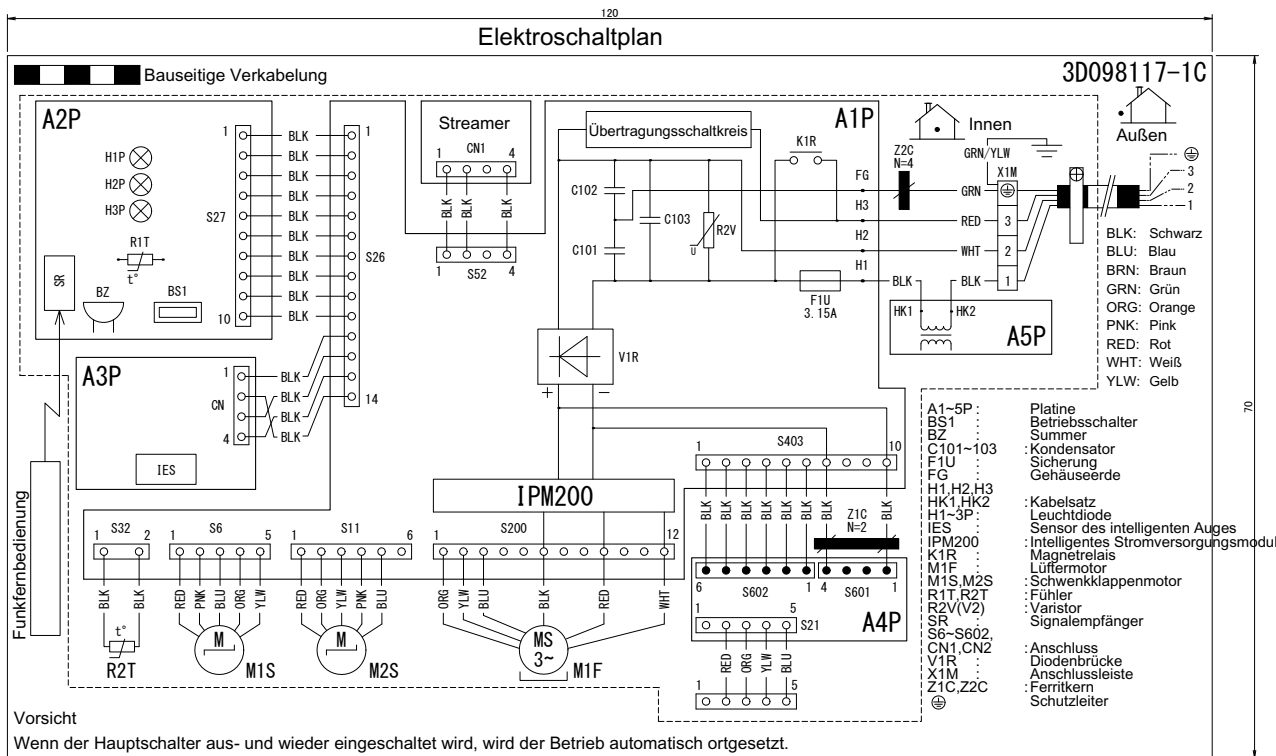 120
Elektroschaltplan
Bauseitige Verkabelung
3D098117-1C
A2P
H1P
H2P
H3P
R1T
t°
SR
BZ
BS1
S27
1
10
BLK
BLK
BLK
BLK
BLK
BLK
BLK
BLK
BLK
BLK
1
S26
14
Streamer
CN1
1
4
BLK
BLK
BLK
S52
1
4
Übertragungsschaltkreis
A1P
K1R
C102
C103
C101
R2V
U
Z2C
N=4
FG
H3
H2
H1
F1U
3.15A
V1R
+
−
Innen
Außen
GRN/YLW
X1M
GRN
RED
WHT
BLK
BLK
3
2
1
3
2
1
HK1
HK2
A5P
BLK: Schwarz
BLU: Blau
BRN: Braun
GRN: Grün
ORG: Orange
PNK: Pink
RED: Rot
WHT: Weiß
YLW: Gelb
70
A3P
1
CN
4
BLK
BLK
BLK
BLK
IES
Funkfernbedienung
IPM200
S403
1
10
BLK
BLK
BLK
BLK
BLK
BLK
BLK
BLK
Z1C
N=2
6
1
4
1
S602
S601
1
5
S21
A4P
RED
ORG
YLW
BLU
1
5
S32
1
2
BLK
BLK
t°
R2T
S6
1
5
RED
PNK
BLU
ORG
YLW
M
M1S
S11
1
6
RED
ORG
YLW
PNK
BLU
M
M2S
S200
1
12
ORG
YLW
BLU
BLK
RED
WHT
MS
3~
M1F
A1~5P : Platine
BS1 : Betriebsschalter
BZ : Summer
C101~103 : Kondensator
F1U : Sicherung
FG : Gehäuseerde
H1,H2,H3
HK1,HK2 : Kabelsatz
H1~3P : Leuchtdiode
IES : Sensor des intelligenten Auges
IPM200 : Intelligentes Stromversorgungsmodul
K1R : Magnetrelais
M1F : Lüftermotor
M1S,M2S : Schwenkklappenmotor
R1T,R2T : Fühler
R2V(V2) : Varistor
SR : Signalempfänger
S6~S602,
CN1,CN2 : Anschluss
V1R : Diodenbrücke
X1M : Anschlussleiste
Z1C,Z2C : Ferritkern
Schutzleiter
Vorsicht
Wenn der Hauptschalter aus- und wieder eingeschaltet wird, wird der Betrieb automatisch ortgesetzt.